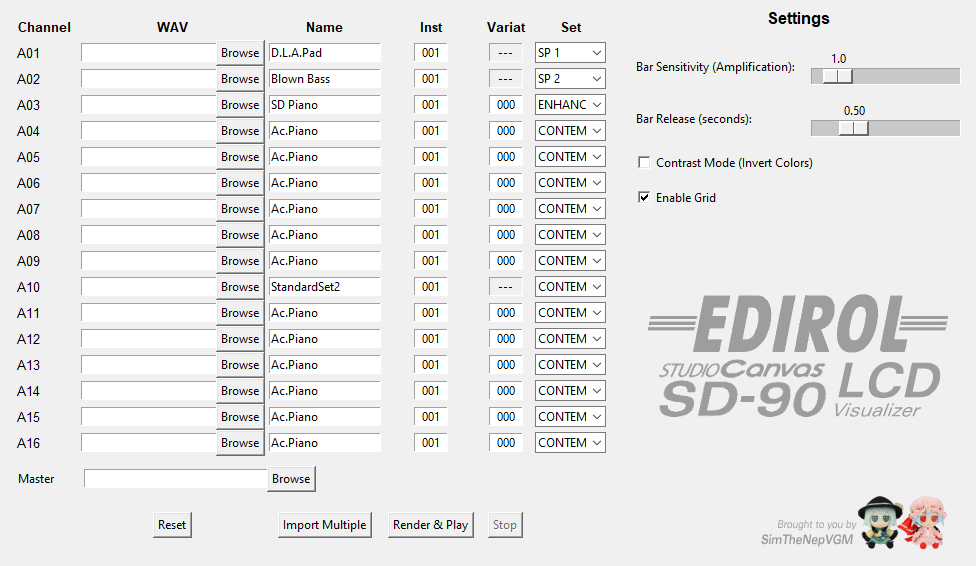 Channel WAV Name Inst Variat Set
A01 Browse D.L.A.Pad 001 --- SP 1
A02 Browse Blown Bass 001 --- SP 2
A03 Browse SD Piano 001 000 ENHANC
A04 Browse Ac.Piano 001 000 CONTEM
A05 Browse Ac.Piano 001 000 CONTEM
A06 Browse Ac.Piano 001 000 CONTEM
A07 Browse Ac.Piano 001 000 CONTEM
A08 Browse Ac.Piano 001 000 CONTEM
A09 Browse Ac.Piano 001 000 CONTEM
A10 Browse StandardSet2 001 --- CONTEM
A11 Browse Ac.Piano 001 000 CONTEM
A12 Browse Ac.Piano 001 000 CONTEM
A13 Browse Ac.Piano 001 000 CONTEM
A14 Browse Ac.Piano 001 000 CONTEM
A15 Browse Ac.Piano 001 000 CONTEM
A16 Browse Ac.Piano 001 000 CONTEM
Master Browse
Reset Import Multiple Render & Play Stop
Settings
1.0
Bar Sensitivity (Amplification):
0.50
Bar Release (seconds):
Contrast Mode (Invert Colors)
Enable Grid
EDIROL
STUDIO Canvas
SD-90 LCD
Visualizer
Brought to you by
SimTheNepVGM